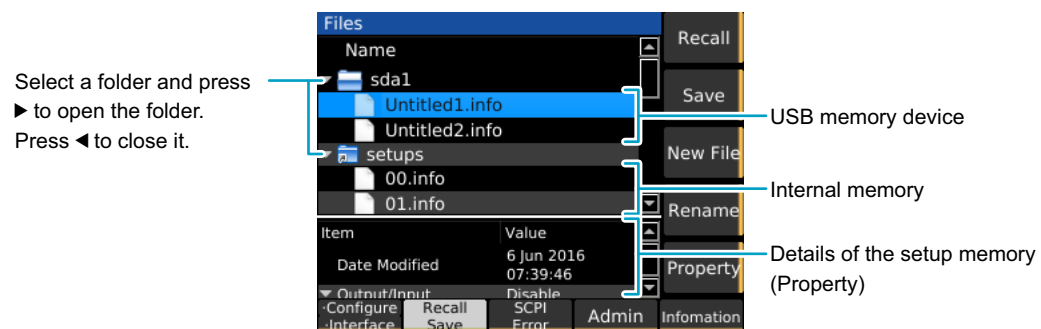 Select a folder and press
▶ to open the folder.
Press ◀ to close it.
Files
Name
sda1
Untitled1.info
Untitled2.info
setups
00.info
01.info
Item Value
Date Modified 6 Jun 2016
07:39:46
Output/Input Disable
·Configure
·Interface
Recall
Save
SCPI
Error
Admin
Infomation
Recall
Save
New File
Rename
Property
USB memory device
Internal memory
Details of the setup memory
(Property)